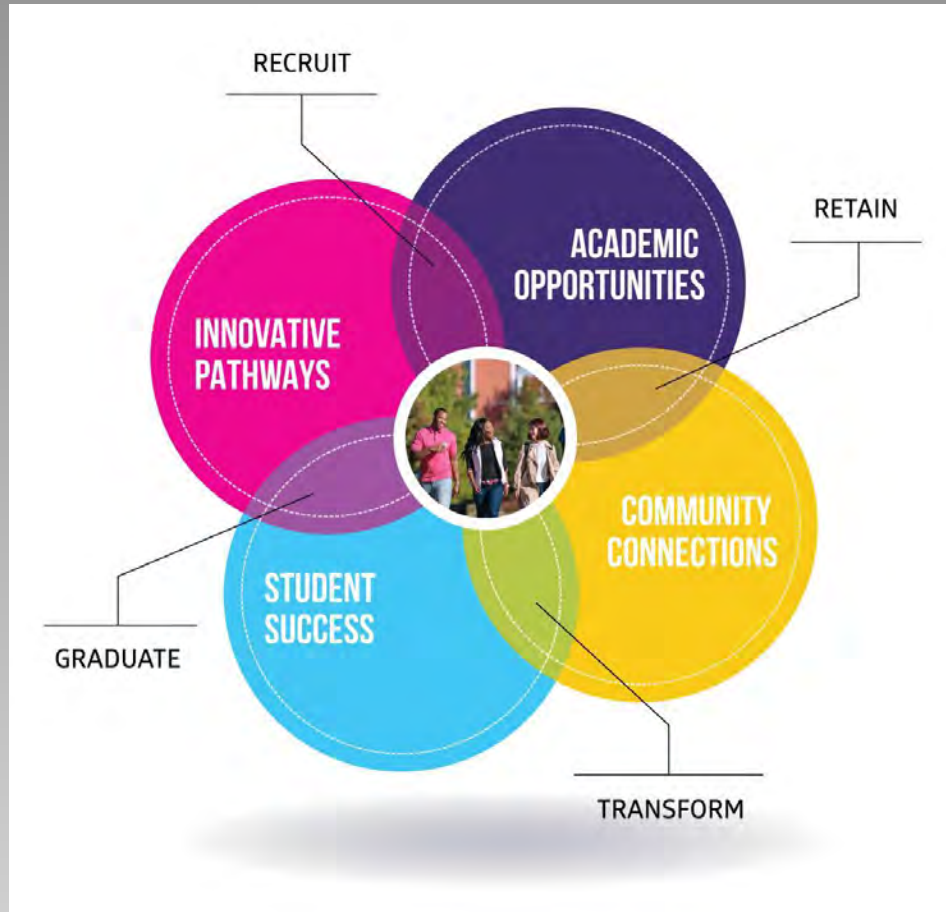 RECRUIT
RETAIN
ACADEMIC
OPPORTUNITIES
INNOVATIVE
PATHWAYS
COMMUNITY
CONNECTIONS
STUDENT
SUCCESS
GRADUATE
TRANSFORM